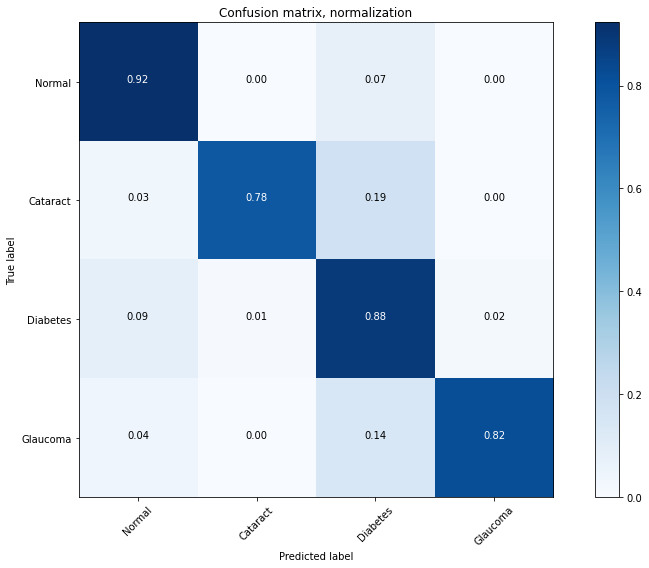 Confusion matrix, normalization
True label
Normal 0.92 0.00 0.07 0.00
Cataract 0.03 0.78 0.19 0.00
Diabetes 0.09 0.01 0.88 0.02
Glaucoma 0.04 0.00 0.14 0.82
Normal Cataract Diabetes Glaucoma
Predicted label
0.8
0.6
0.4
0.2
0.0